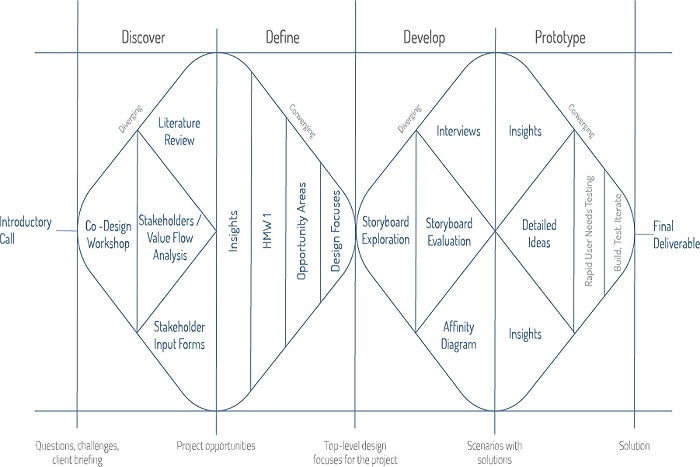 Discover
Define
Develop
Prototype
Diverging
Converging
Diverging
Converging
Literature
Review
Interviews
Insights
Introductory
Call
Co -Design
Workshop
Stakeholders /
Value Flow
Analysis
Insights
HMW 1
Opportunity Areas
Design Focuses
Storyboard
Exploration
Storyboard
Evaluation
Detailed
Ideas
Rapid User Needs Testing
Build, Test, Iterate
Final
Deliverable
Stakeholder
Input Forms
Affinity
Diagram
Insights
Questions, challenges,
client briefing
Project opportunities
Top-level design
focuses for the project
Scenarios with
solutions
Solution